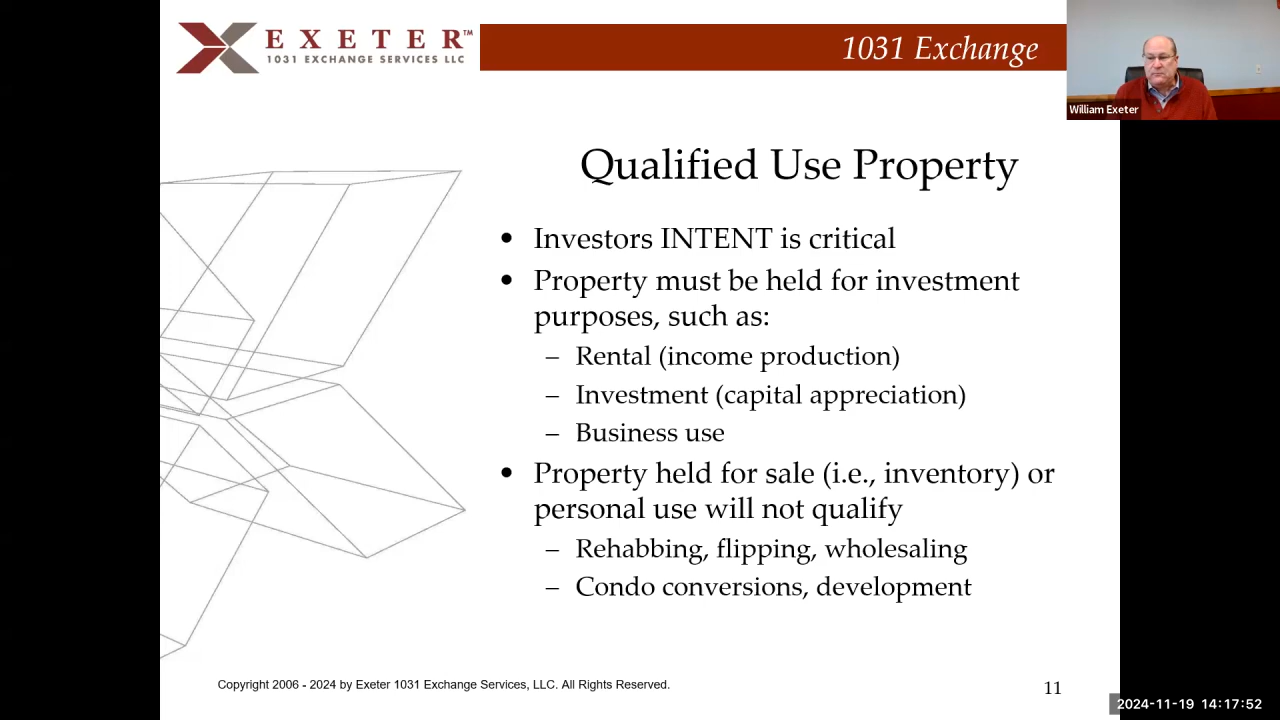 EXETER™
1031 EXCHANGE SERVICES LLC
1031 Exchange
William Exeter
Qualified Use Property
• Investors INTENT is critical
• Property must be held for investment
purposes, such as:
– Rental (income production)
– Investment (capital appreciation)
– Business use
• Property held for sale (i.e., inventory) or
personal use will not qualify
– Rehabbing, flipping, wholesaling
– Condo conversions, development
Copyright 2006 - 2024 by Exeter 1031 Exchange Services, LLC. All Rights Reserved.
11
2024-11-19 14:17:52